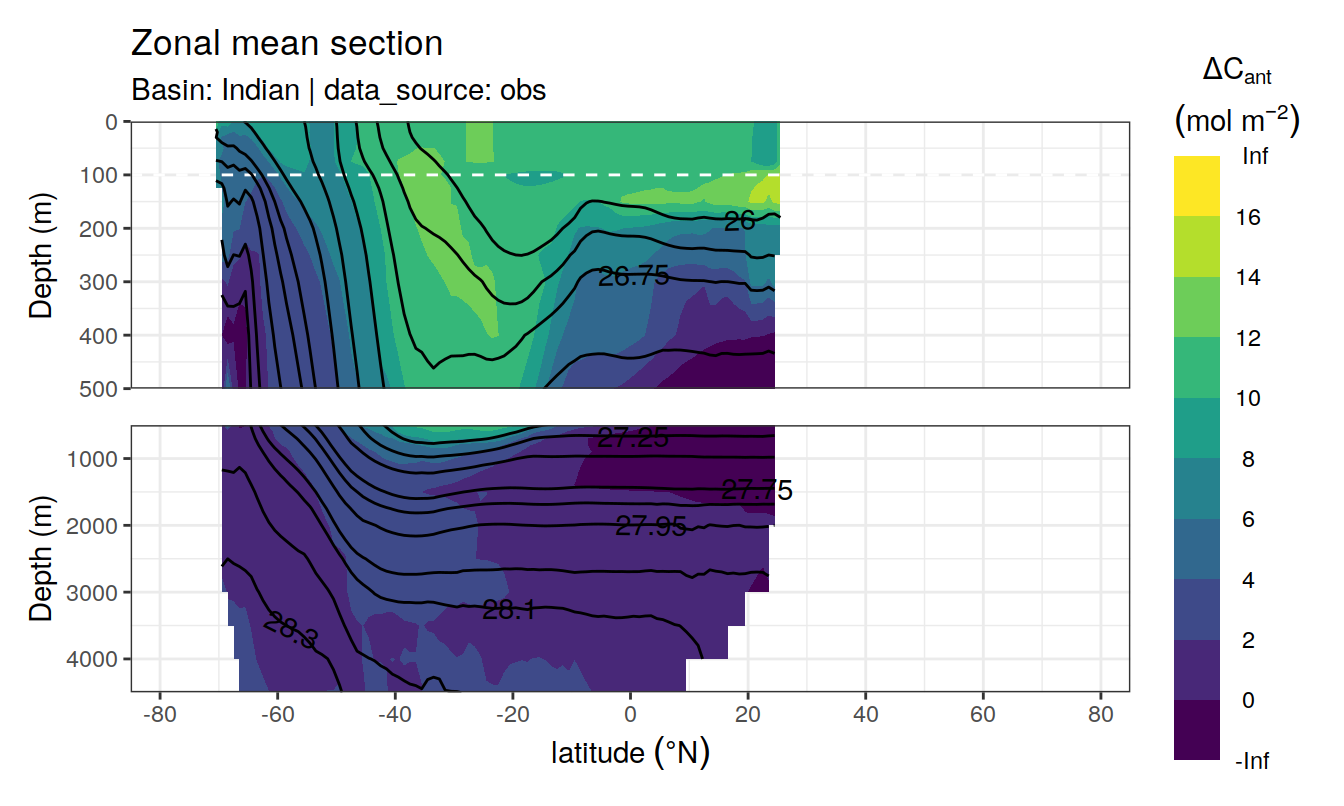 Zonal mean section
Basin: Indian | data_source: obs
ΔCant
(mol m−2)
Inf
16
14
12
10
8
6
4
2
0
-Inf
Depth (m)
0
100
200
300
400
500
26
26.75
Depth (m)
1000
2000
3000
4000
27.25
27.75
27.95
28.1
28.3
-80 -60 -40 -20 0 20 40 60 80
latitude (°N)